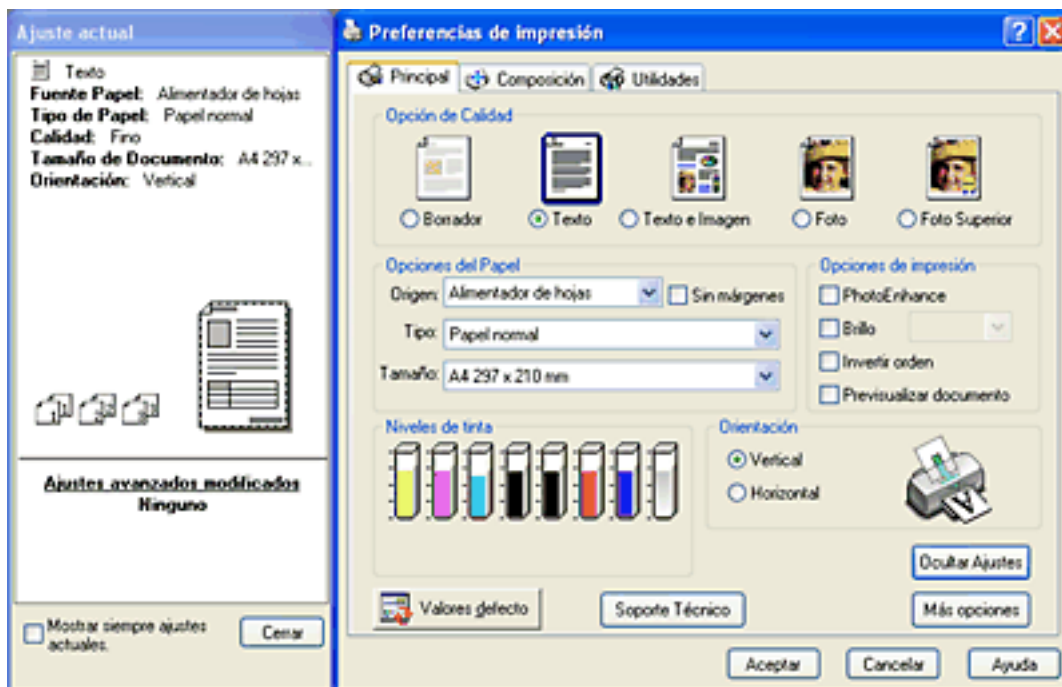 Ajuste actual
Texto
Fuente Papel: Alimentador de hojas
Tipo de Papel: Papel normal
Calidad: Fino
Tamaño de Documento: A4 297 x...
Orientación: Vertical
Ajustes avanzados modificados
Ninguno
Mostrar siempre ajustes
actuales.
Cerrar
Preferencias de impresión
Principal Composición Utilidades
Opción de Calidad
Borrador Texto Texto e Imagen Foto Foto Superior
Opciones del Papel
Origen: Alimentador de hojas Sin márgenes
Tipo: Papel normal
Tamaño: A4 297 x 210 mm
Opciones de impresión
PhotoEnhance
Brillo
Invertir orden
Previsualizar documento
Niveles de tinta
Orientación
Vertical
Horizontal
Ocultar Ajustes
Valores defecto Soporte Técnico Más opciones
Aceptar Cancelar Ayuda